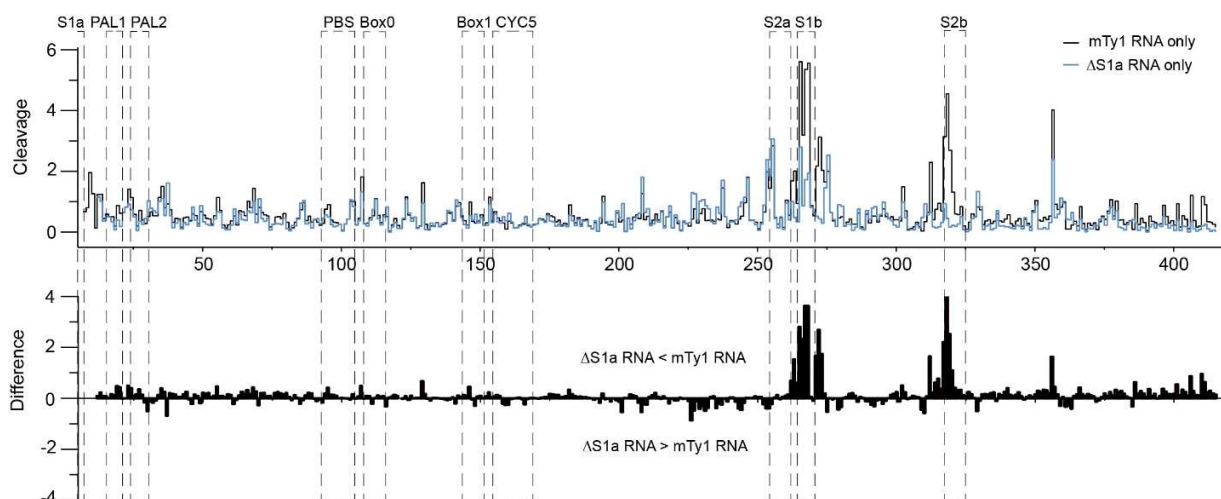 S1a PAL1 PAL2 PBS Box0 Box1 CYC5 S2a S1b S2b
6
mTy1 RNA only
ΔS1a RNA only
4
Cleavage
2
0
50 100 150 200 250 300 350 400
4
2
ΔS1a RNA < mTy1 RNA
Difference
0
ΔS1a RNA > mTy1 RNA
-2
-4